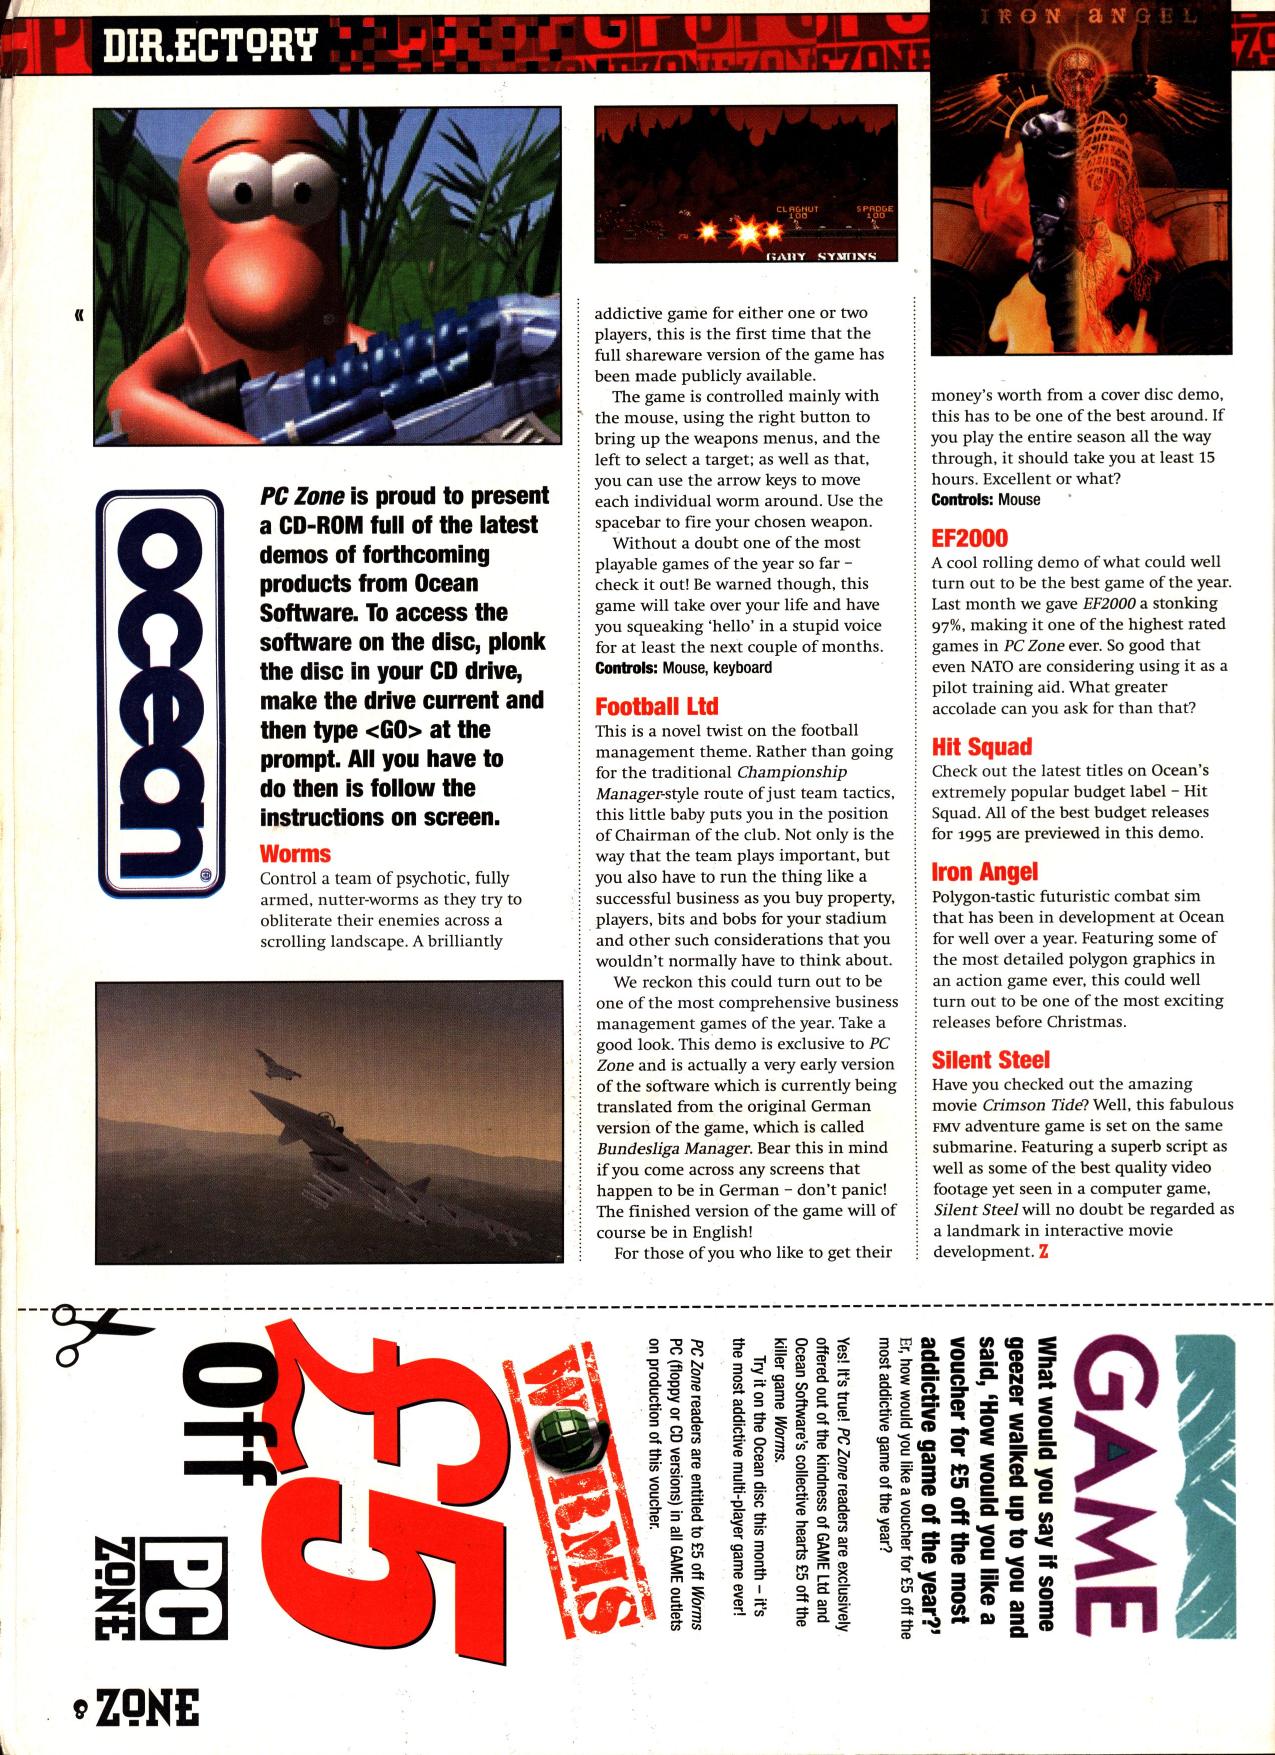 DIR.ECTORY
IRON ANGEL
CLAGNUT
100
SPADGE
100
GARY SYMONS
«
ocean
PC Zone is proud to present
a CD-ROM full of the latest
demos of forthcoming
products from Ocean
Software. To access the
software on the disc, plonk
the disc in your CD drive,
make the drive current and
then type <GO> at the
prompt. All you have to
do then is follow the
instructions on screen.
Worms
Control a team of psychotic, fully
armed, nutter-worms as they try to
obliterate their enemies across a
scrolling landscape. A brilliantly
addictive game for either one or two
players, this is the first time that the
full shareware version of the game has
been made publicly available.
The game is controlled mainly with
the mouse, using the right button to
bring up the weapons menus, and the
left to select a target; as well as that,
you can use the arrow keys to move
each individual worm around. Use the
spacebar to fire your chosen weapon.
Without a doubt one of the most
playable games of the year so far –
check it out! Be warned though, this
game will take over your life and have
you squeaking ‘hello’ in a stupid voice
for at least the next couple of months.
Controls: Mouse, keyboard
Football Ltd
This is a novel twist on the football
management theme. Rather than going
for the traditional Championship
Manager-style route of just team tactics,
this little baby puts you in the position
of Chairman of the club. Not only is the
way that the team plays important, but
you also have to run the thing like a
successful business as you buy property,
players, bits and bobs for your stadium
and other such considerations that you
wouldn’t normally have to think about.
We reckon this could turn out to be
one of the most comprehensive business
management games of the year. Take a
good look. This demo is exclusive to PC
Zone and is actually a very early version
of the software which is currently being
translated from the original German
version of the game, which is called
Bundesliga Manager. Bear this in mind
if you come across any screens that
happen to be in German – don’t panic!
The finished version of the game will of
course be in English!
For those of you who like to get their
money’s worth from a cover disc demo,
this has to be one of the best around. If
you play the entire season all the way
through, it should take you at least 15
hours. Excellent or what?
Controls: Mouse
EF2000
A cool rolling demo of what could well
turn out to be the best game of the year.
Last month we gave EF2000 a stonking
97%, making it one of the highest rated
games in PC Zone ever. So good that
even NATO are considering using it as a
pilot training aid. What greater
accolade can you ask for than that?
Hit Squad
Check out the latest titles on Ocean’s
extremely popular budget label – Hit
Squad. All of the best budget releases
for 1995 are previewed in this demo.
Iron Angel
Polygon-tastic futuristic combat sim
that has been in development at Ocean
for well over a year. Featuring some of
the most detailed polygon graphics in
an action game ever, this could well
turn out to be one of the most exciting
releases before Christmas.
Silent Steel
Have you checked out the amazing
movie Crimson Tide? Well, this fabulous
FMV adventure game is set on the same
submarine. Featuring a superb script as
well as some of the best quality video
footage yet seen in a computer game,
Silent Steel will no doubt be regarded as
a landmark in interactive movie
development. Z
GAME
What would you say if some
geezer walked up to you and
said, ‘How would you like a
voucher for £5 off the most
addictive game of the year?’
Er, how would you like a voucher for £5 off the
most addictive game of the year?
Yes! It’s true! PC Zone readers are exclusively
offered out of the kindness of GAME Ltd and
Ocean Software’s collective hearts £5 off the
killer game Worms.
Try it on the Ocean disc this month – it’s
the most addictive multi-player game ever!
PC Zone readers are entitled to £5 off Worms
PC (floppy or CD versions) in all GAME outlets
on production of this voucher.
WORMS
£5
Off
PC
ZONE
8 ZONE